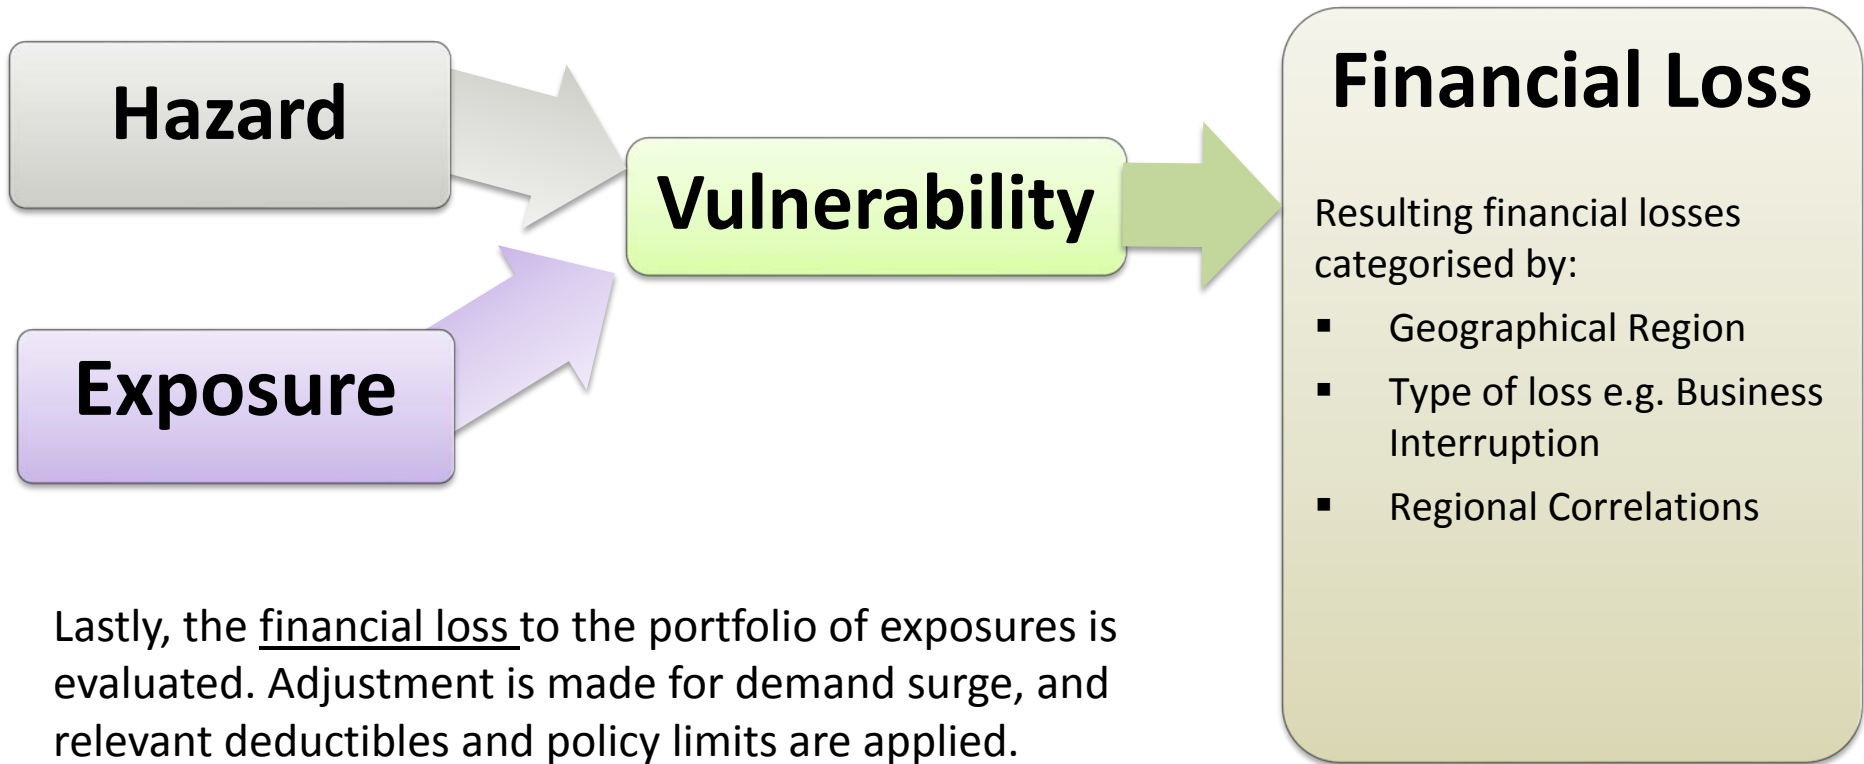 Hazard
Exposure
Vulnerability
Financial Loss
Resulting financial losses
categorised by:
▪ Geographical Region
▪ Type of loss e.g. Business
Interruption
▪ Regional Correlations
Lastly, the financial loss to the portfolio of exposures is
evaluated. Adjustment is made for demand surge, and
relevant deductibles and policy limits are applied.